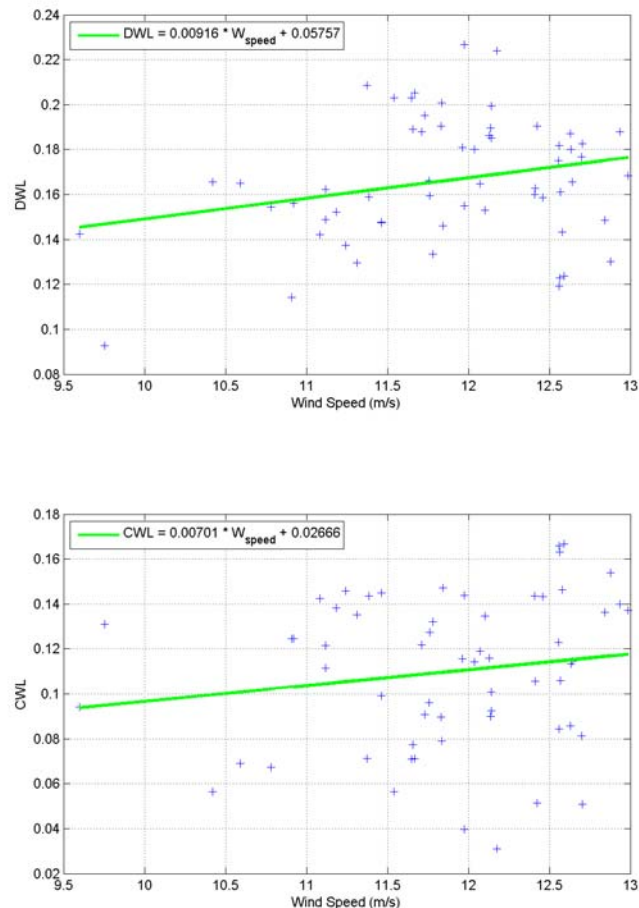 0.24
DWL = 0.00916 * W_speed + 0.05757
0.22
0.2
0.18
0.16
DWL
0.14
0.12
0.1
0.08
9.5 10 10.5 11 11.5 12 12.5 13
Wind Speed (m/s)
0.18
CWL = 0.00701 * W_speed + 0.02666
0.16
0.14
0.12
0.1
CWL
0.08
0.06
0.04
0.02
9.5 10 10.5 11 11.5 12 12.5 13
Wind Speed (m/s)